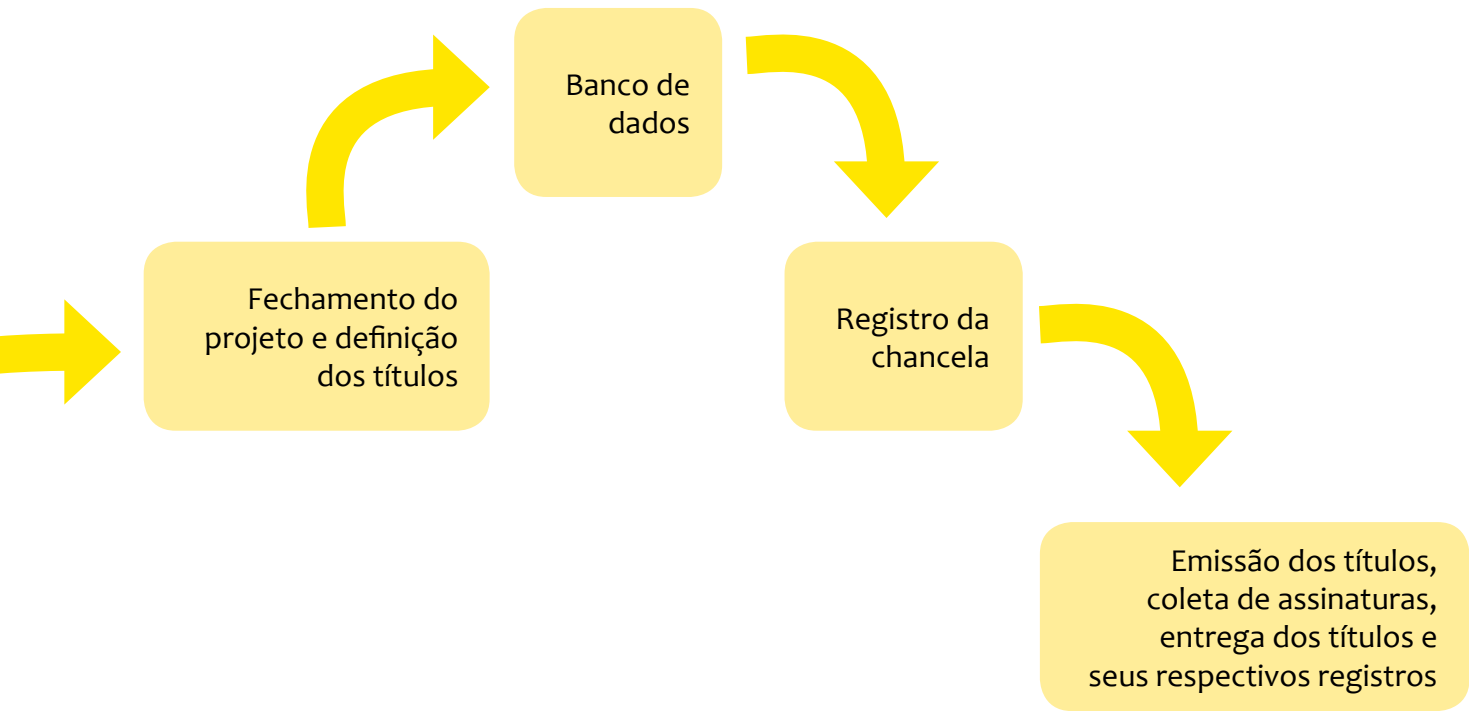 Banco de
dados
Fechamento do
projeto e definição
dos títulos
Registro da
chancela
Emissão dos títulos,
coleta de assinaturas,
entrega dos títulos e
seus respectivos registros